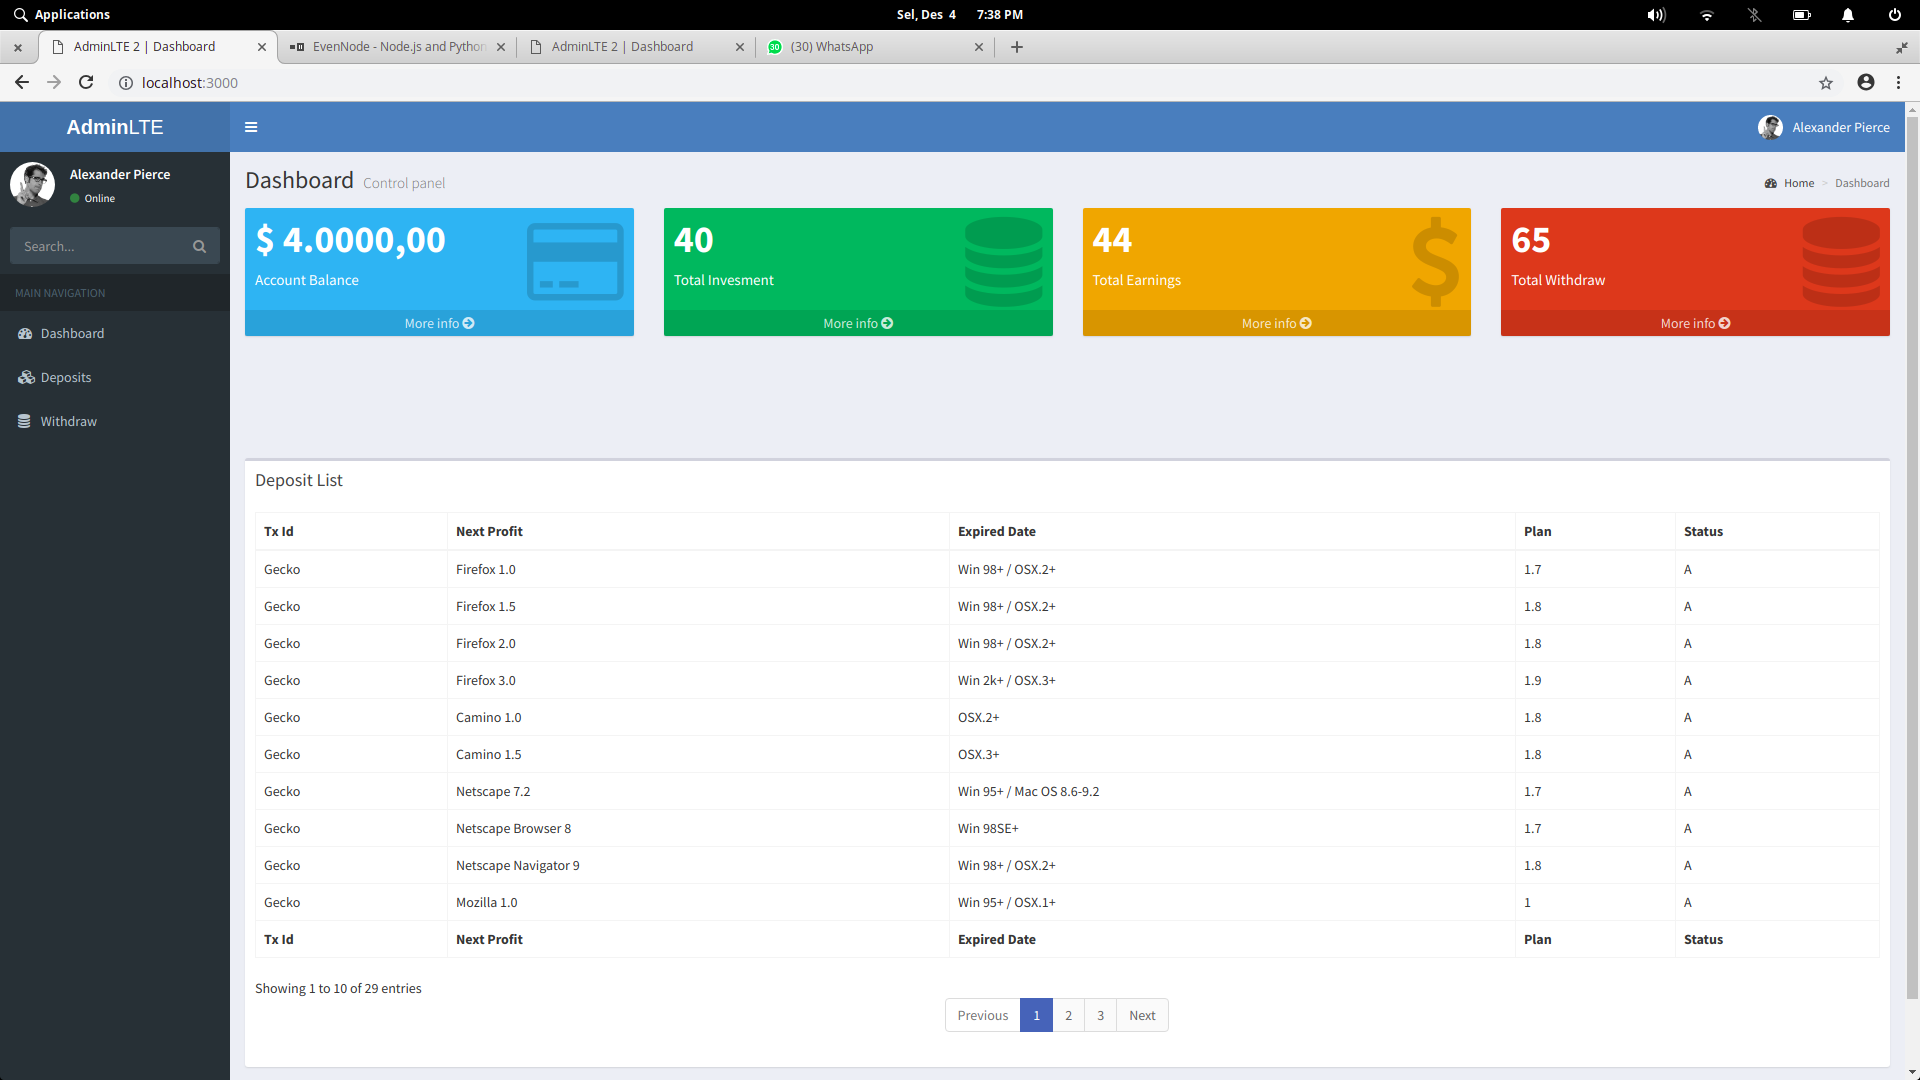 Applications
Sel, Des 4 7:38 PM
AdminLTE 2 | Dashboard
EvenNode - Node.js and Python
AdminLTE 2 | Dashboard
30
(30) WhatsApp
localhost:3000
AdminLTE
Alexander Pierce
Alexander Pierce
Online
Search...
MAIN NAVIGATION
Dashboard
Deposits
Withdraw
Dashboard Control panel
Home > Dashboard
$ 4.0000,00
Account Balance
More info
40
Total Invesment
More info
44
Total Earnings
More info
65
Total Withdraw
More info
Deposit List
Tx Id Next Profit Expired Date Plan Status
Gecko Firefox 1.0 Win 98+ / OSX.2+ 1.7 A
Gecko Firefox 1.5 Win 98+ / OSX.2+ 1.8 A
Gecko Firefox 2.0 Win 98+ / OSX.2+ 1.8 A
Gecko Firefox 3.0 Win 2k+ / OSX.3+ 1.9 A
Gecko Camino 1.0 OSX.2+ 1.8 A
Gecko Camino 1.5 OSX.3+ 1.8 A
Gecko Netscape 7.2 Win 95+ / Mac OS 8.6-9.2 1.7 A
Gecko Netscape Browser 8 Win 98SE+ 1.7 A
Gecko Netscape Navigator 9 Win 98+ / OSX.2+ 1.8 A
Gecko Mozilla 1.0 Win 95+ / OSX.1+ 1 A
Tx Id Next Profit Expired Date Plan Status
Showing 1 to 10 of 29 entries
Previous 1 2 3 Next